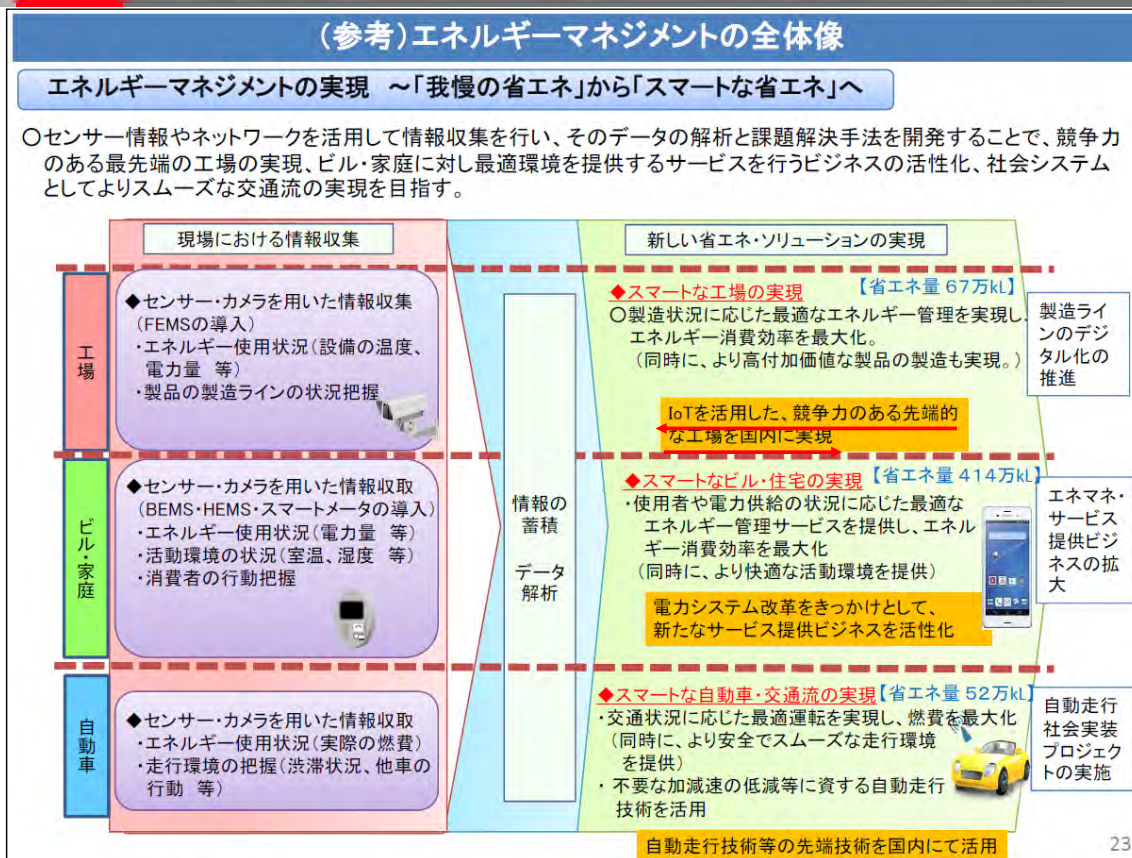 (参考)エネルギーマネジメントの全体像
エネルギーマネジメントの実現 ~「我慢の省エネ」から「スマートな省エネ」へ
○センサー情報やネットワークを活用して情報収集を行い、そのデータの解析と課題解決手法を開発することで、競争力
のある最先端の工場の実現、ビル・家庭に対し最適環境を提供するサービスを行うビジネスの活性化、社会システム
としてよりスムーズな交通流の実現を目指す。
現場における情報収集
新しい省エネ・ソリューションの実現
工場
◆センサー・カメラを用いた情報収集
(FEMSの導入)
・エネルギー使用状況(設備の温度、
電力量 等)
・製品の製造ラインの状況把握
◆スマートな工場の実現 【省エネ量 67万kL】
○製造状況に応じた最適なエネルギー管理を実現し、
エネルギー消費効率を最大化。
(同時に、より高付加価値な製品の製造も実現。)
IoTを活用した、競争力のある先端的
な工場を国内に実現
製造ライ
ンのデジ
タル化の
推進
ビル・家庭
◆センサー・カメラを用いた情報収取
(BEMS・HEMS・スマートメータの導入)
・エネルギー使用状況(電力量 等)
・活動環境の状況(室温、湿度 等)
・消費者の行動把握
情報の
蓄積
データ
解析
◆スマートなビル・住宅の実現 【省エネ量 414万kL】
・使用者や電力供給の状況に応じた最適な
エネルギー管理サービスを提供し、エネル
ギー消費効率を最大化
(同時に、より快適な活動環境を提供)
電力システム改革をきっかけとして、
新たなサービス提供ビジネスを活性化
エネマネ・
サービス
提供ビジ
ネスの拡
大
自動車
◆センサー・カメラを用いた情報収取
・エネルギー使用状況(実際の燃費)
・走行環境の把握(渋滞状況、他車の
行動 等)
◆スマートな自動車・交通流の実現【省エネ量 52万kL】
・交通状況に応じた最適運転を実現し、燃費を最大化
(同時に、より安全でスムーズな走行環境
を提供)
・ 不要な加減速の低減等に資する自動走行
技術を活用
自動走行技術等の先端技術を国内にて活用
自動走行
社会実装
プロジェク
トの実施
23